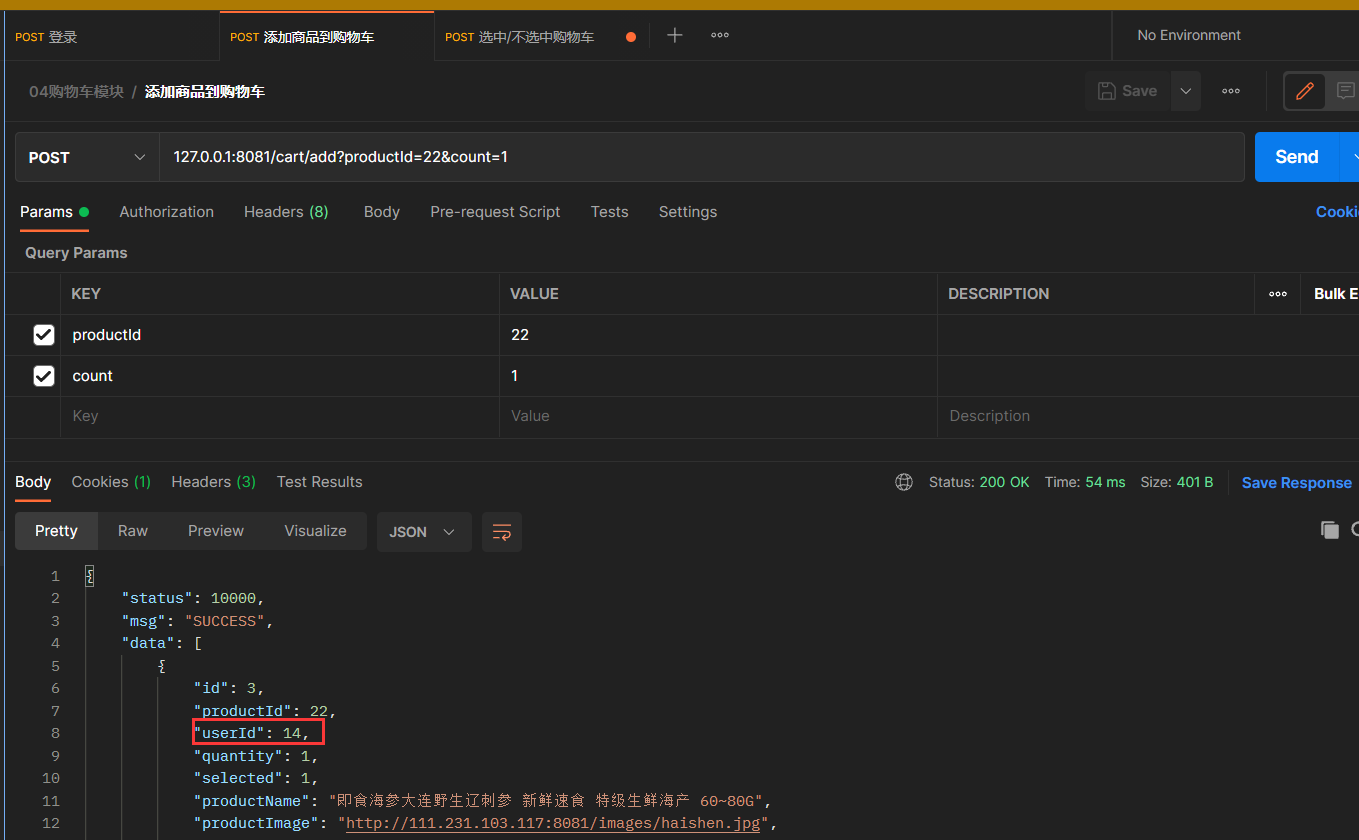 POST 登录 POST 添加商品到购物车 POST 选中/不选中购物车 No Environment
04购物车模块 / 添加商品到购物车 Save
POST 127.0.0.1:8081/cart/add?productId=22&count=1 Send
Params Authorization Headers (8) Body Pre-request Script Tests Settings Cooki
Query Params
KEY VALUE DESCRIPTION Bulk E
productId 22
count 1
Key Value Description
Body Cookies (1) Headers (3) Test Results Status: 200 OK Time: 54 ms Size: 401 B Save Response
Pretty Raw Preview Visualize JSON
1 {
2 "status": 10000,
3 "msg": "SUCCESS",
4 "data": [
5 {
6 "id": 3,
7 "productId": 22,
8 "userId": 14,
9 "quantity": 1,
10 "selected": 1,
11 "productName": "即食海参大连野生辽刺参 新鲜速食 特级生鲜海产 60~80G",
12 "productImage": "http://111.231.103.117:8081/images/haishen.jpg",